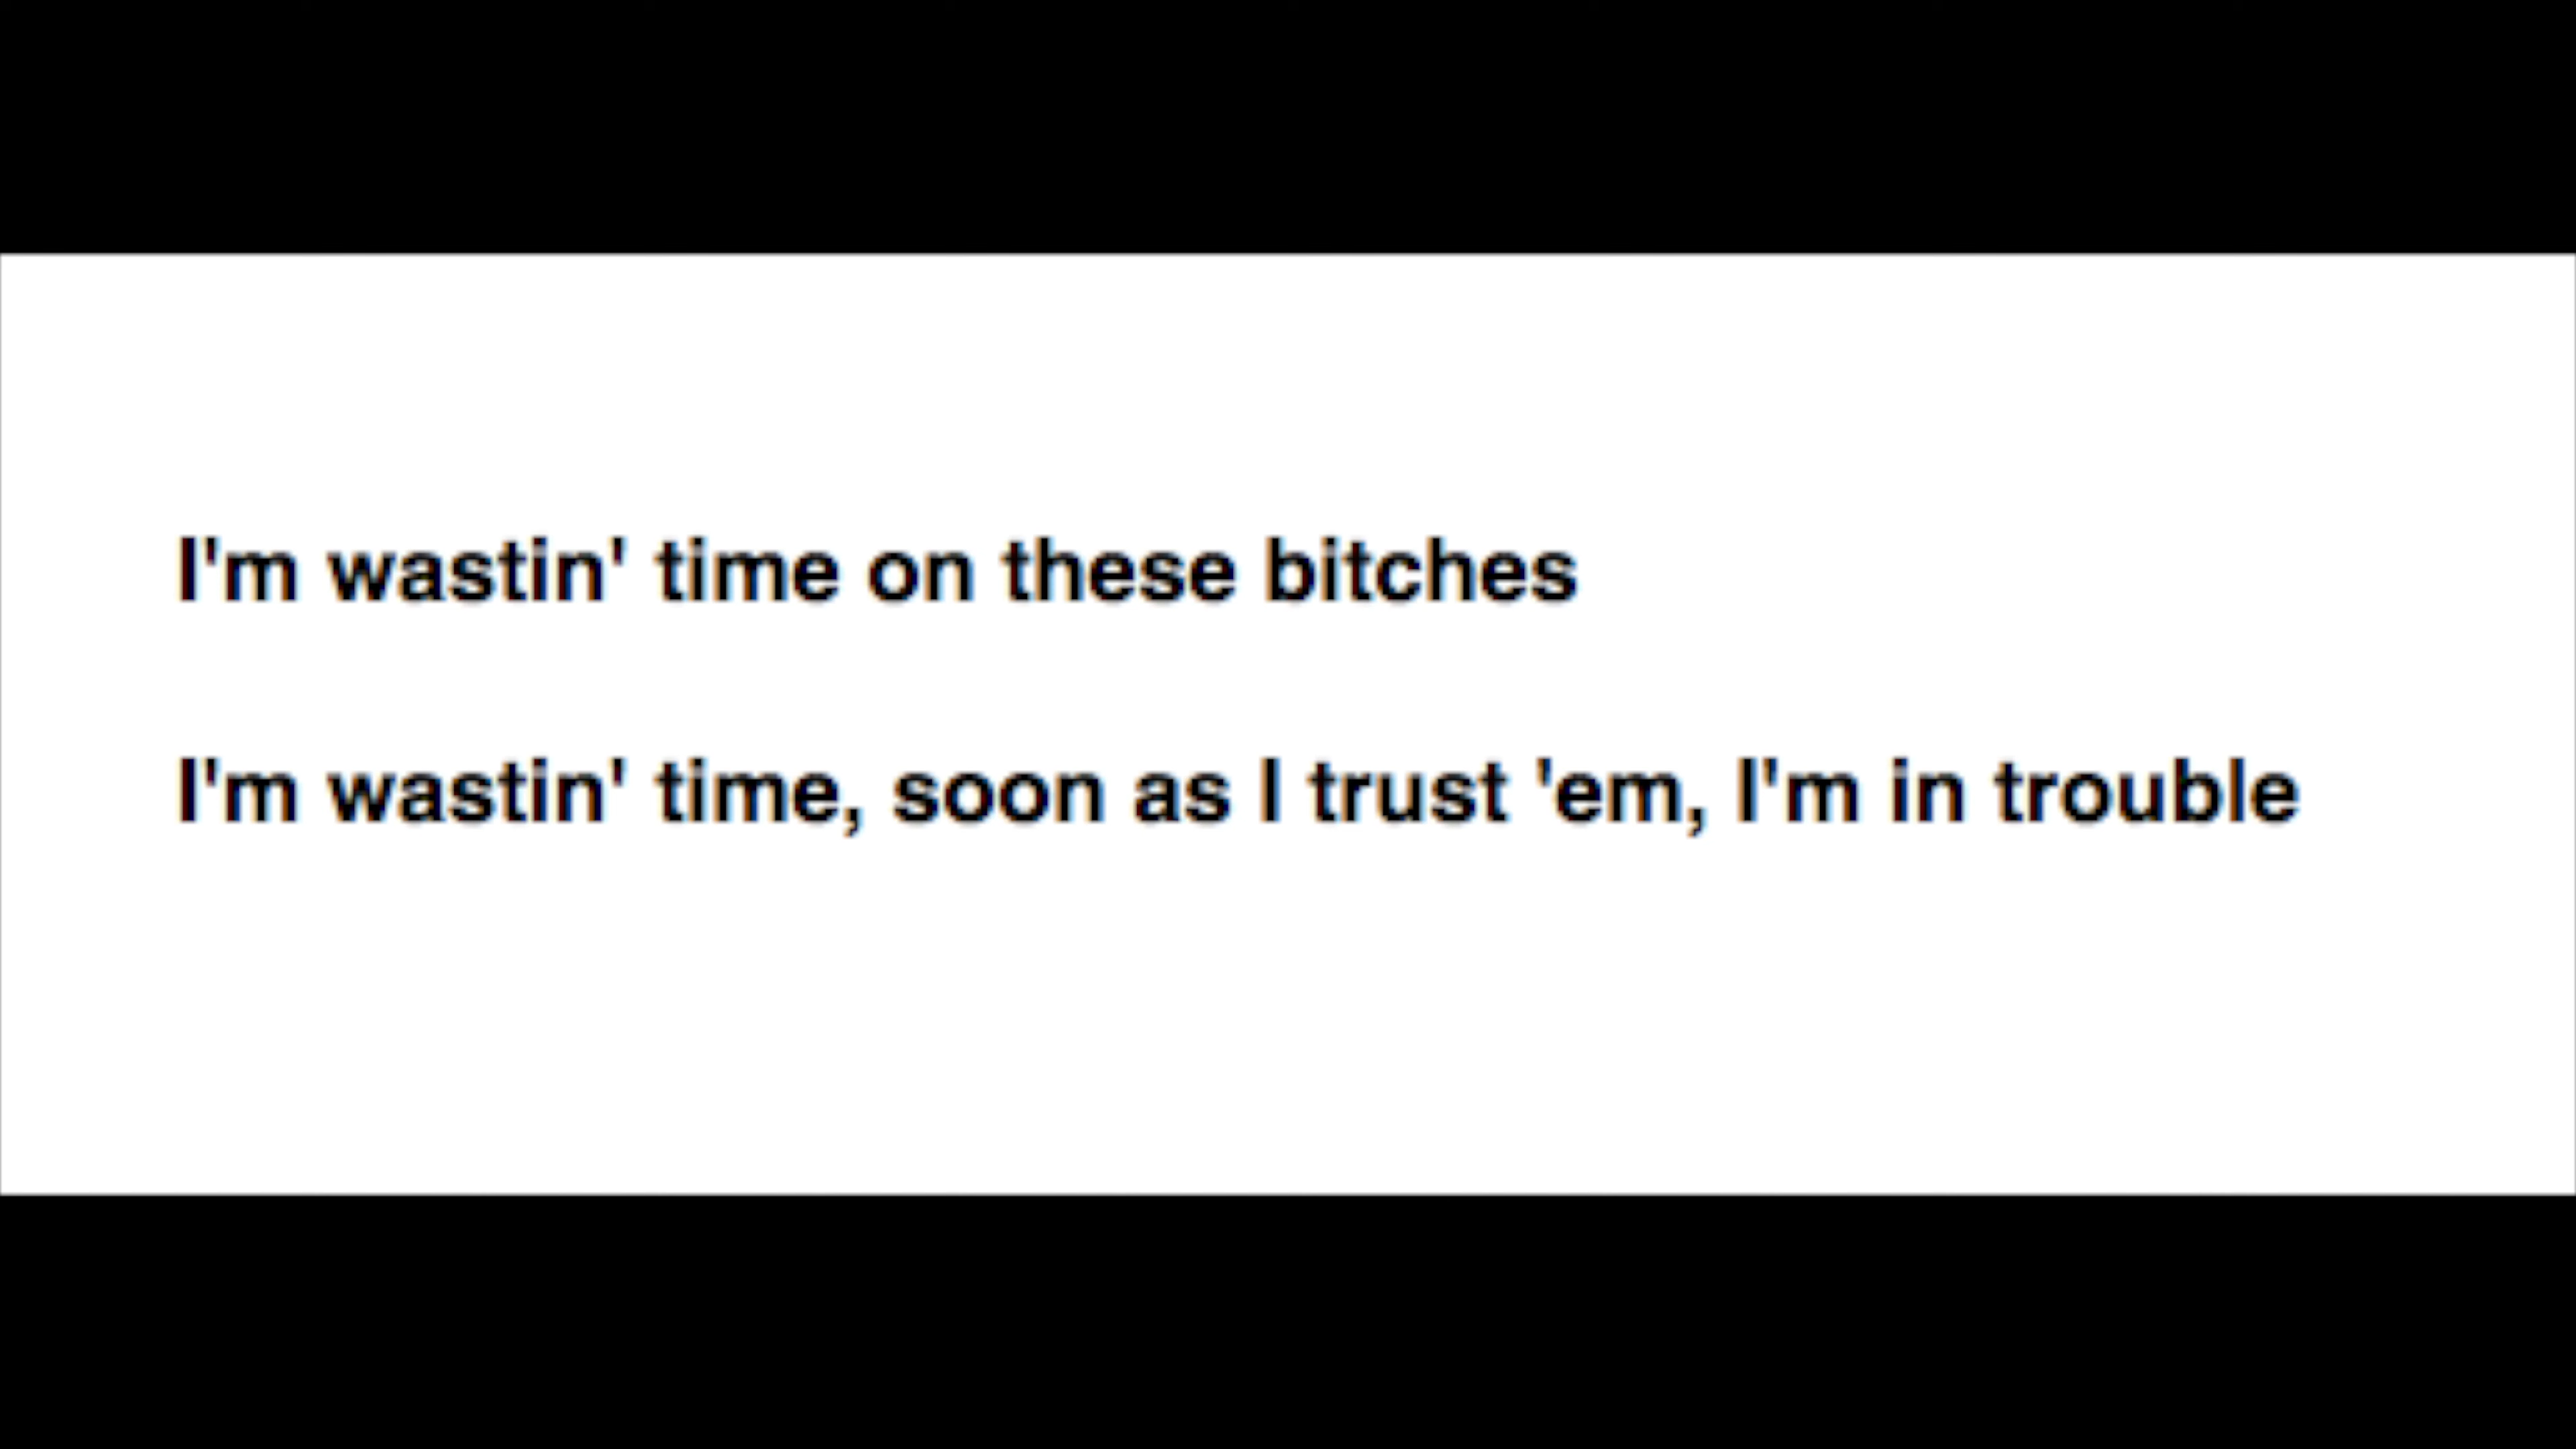 I'm wastin' time on these bitches
I'm wastin' time, soon as I trust 'em, I'm in trouble